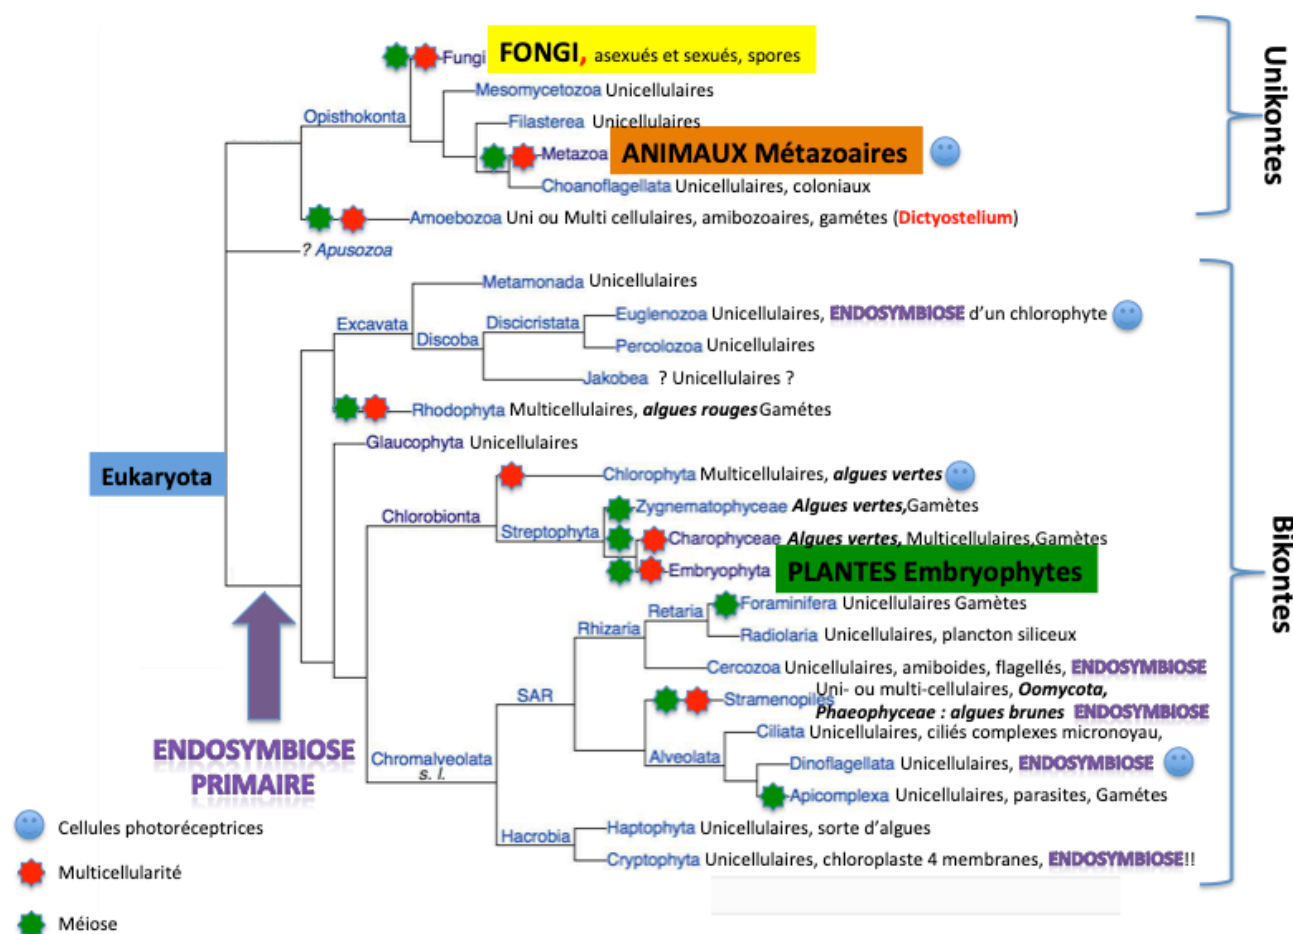 Fungi FONGI, asexués et sexués, spores
Mesomycetozoa Unicellulaires
Opisthokonta
Filasterea Unicellulaires
Metazoa ANIMAUX Métazoaires
Choanoflagellata Unicellulaires, coloniaux
Amoebozoa Uni ou Multi cellulaires, amibozoaires, gamétes (Dictyostelium)
Unikontes
? Apusozoa
Metamonada Unicellulaires
Euglenozoa Unicellulaires, ENDOSYMBIOSE d'un chlorophyte
Excavata
Discicristata
Discoba
Percolozoa Unicellulaires
Jakobea ? Unicellulaires ?
Rhodophyta Multicellulaires, algues rouges Gamétes
Glaucophyta Unicellulaires
Eukaryota
Chlorophyta Multicellulaires, algues vertes
Chlorobionta
Zygnematophyceae Algues vertes,Gamètes
Streptophyta
Charophyceae Algues vertes, Multicellulaires,Gamètes
Embryophyta PLANTES Embryophytes
Bikontes
Foraminifera Unicellulaires Gamètes
Retaria
Rhizaria
Radiolaria Unicellulaires, plancton siliceux
Cercozoa Unicellulaires, amiboides, flagellés, ENDOSYMBIOSE
SAR
Stramenopiles Uni- ou multi-cellulaires, Oomycota,
Phaeophyceae : algues brunes ENDOSYMBIOSE
Ciliata Unicellulaires, ciliés complexes micronoyau,
Alveolata
Dinoflagellata Unicellulaires, ENDOSYMBIOSE
Apicomplexa Unicellulaires, parasites, Gamétes
Chromalveolata
s. l.
Hacrobia
Haptophyta Unicellulaires, sorte d'algues
Cryptophyta Unicellulaires, chloroplaste 4 membranes, ENDOSYMBIOSE!!
ENDOSYMBIOSE
PRIMAIRE
Cellules photoréceptrices
Multicellularité
Méiose